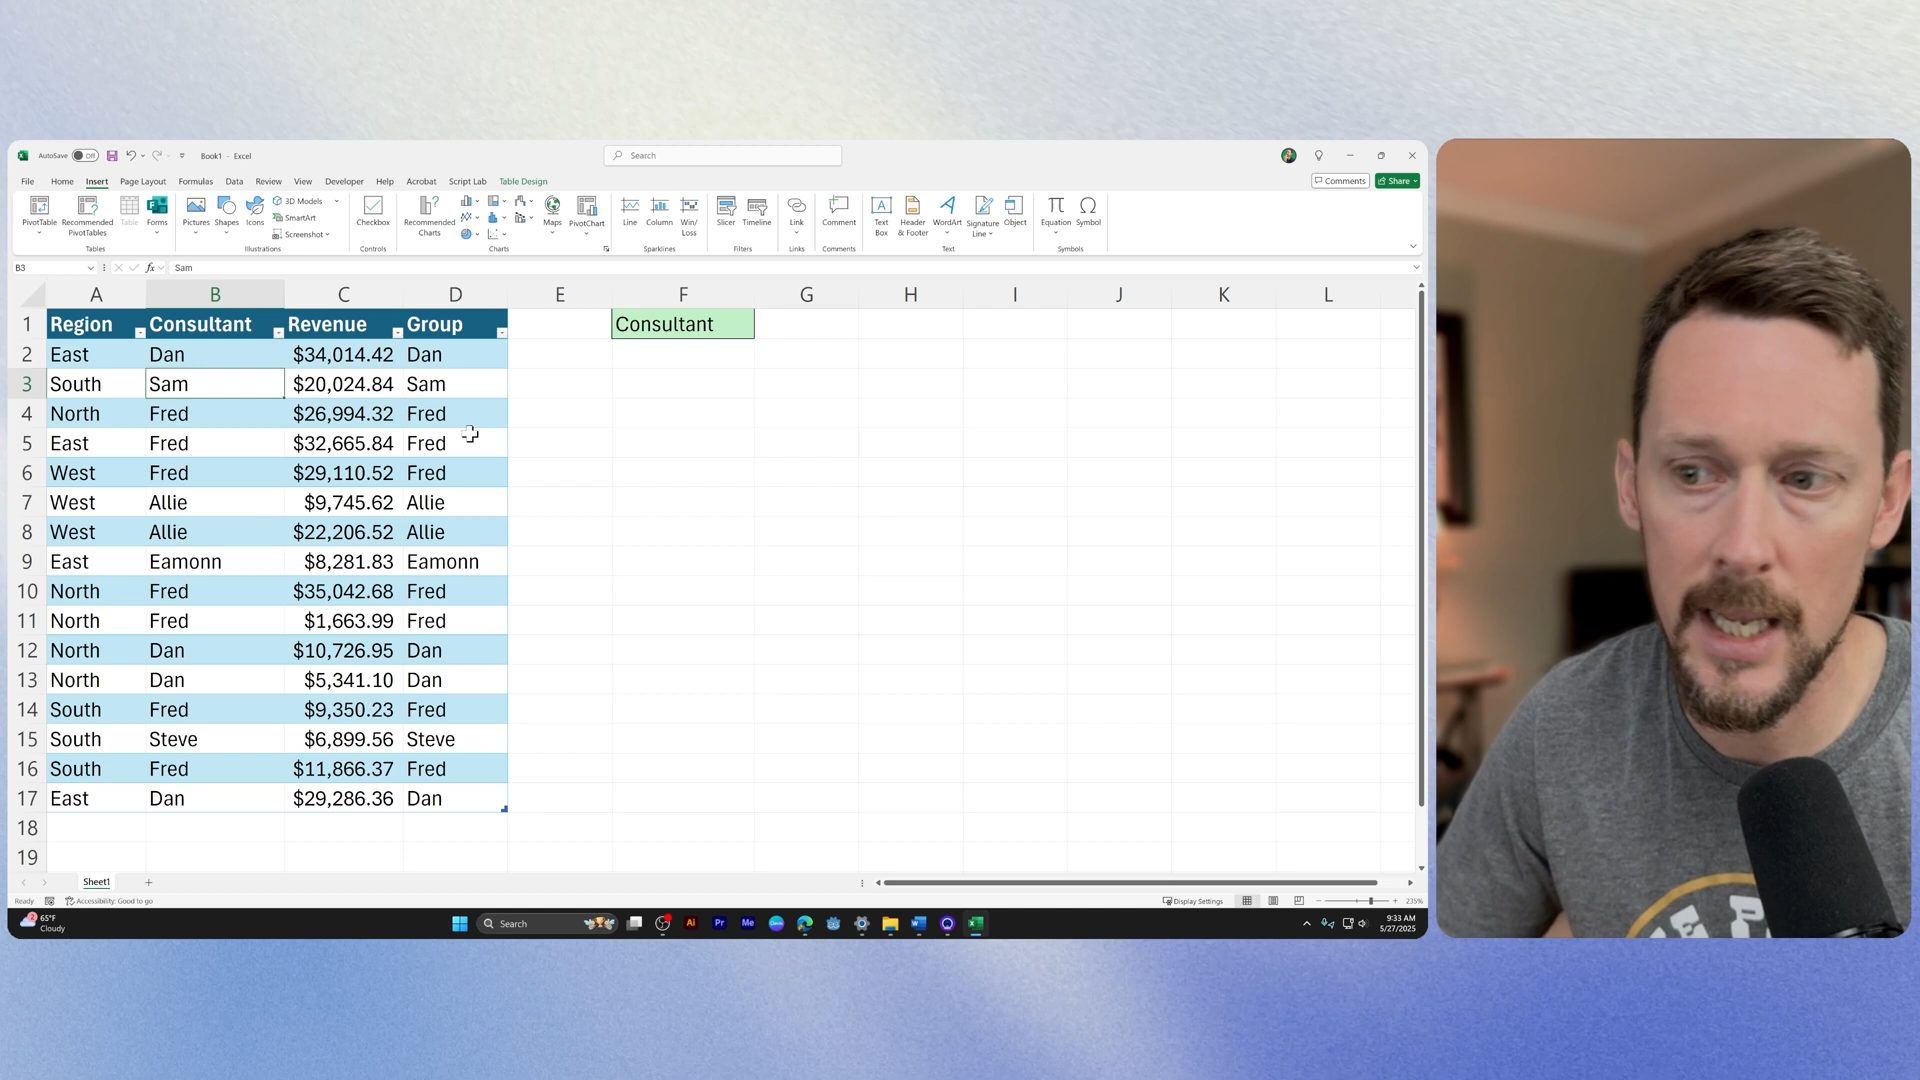 AutoSave Off Book1 - Excel Search
File Home Insert Page Layout Formulas Data Review View Developer Help Acrobat Script Lab Table Design Comments Share
PivotTable Recommended PivotTables Table Forms Pictures Shapes Icons 3D Models SmartArt Screenshot Checkbox Recommended Charts Maps PivotChart Line Column Win/Loss Slicer Timeline Link Comment Text Box Header & Footer WordArt Signature Line Object Equation Symbol
Tables Illustrations Controls Charts Sparklines Filters Links Comments Text Symbols
B3 fx Sam
A B C D E F G H I J K L
1 Region Consultant Revenue Group Consultant
2 East Dan $34,014.42 Dan
3 South Sam $20,024.84 Sam
4 North Fred $26,994.32 Fred
5 East Fred $32,665.84 Fred
6 West Fred $29,110.52 Fred
7 West Allie $9,745.62 Allie
8 West Allie $22,206.52 Allie
9 East Eamonn $8,281.83 Eamonn
10 North Fred $35,042.68 Fred
11 North Fred $1,663.99 Fred
12 North Dan $10,726.95 Dan
13 North Dan $5,341.10 Dan
14 South Fred $9,350.23 Fred
15 South Steve $6,899.56 Steve
16 South Fred $11,866.37 Fred
17 East Dan $29,286.36 Dan
18
19
Sheet1
Ready Accessibility: Good to go Display Settings 235%
65°F Search Ai Pr Me 9:33 AM
Cloudy 5/27/2025